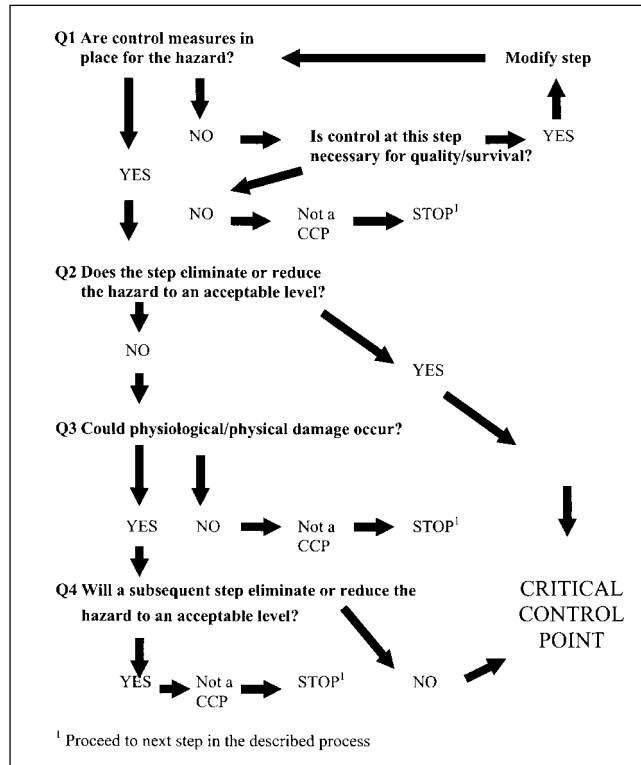 Q1 Are control measures in
place for the hazard?
Modify step
NO
Is control at this step
necessary for quality/survival?
YES
YES
NO
Not a
CCP
STOP¹
Q2 Does the step eliminate or reduce
the hazard to an acceptable level?
NO
YES
Q3 Could physiological/physical damage occur?
YES
NO
Not a
CCP
STOP¹
Q4 Will a subsequent step eliminate or reduce the
hazard to an acceptable level?
CRITICAL
CONTROL
POINT
YES
Not a
CCP
STOP¹
NO
¹ Proceed to next step in the described process